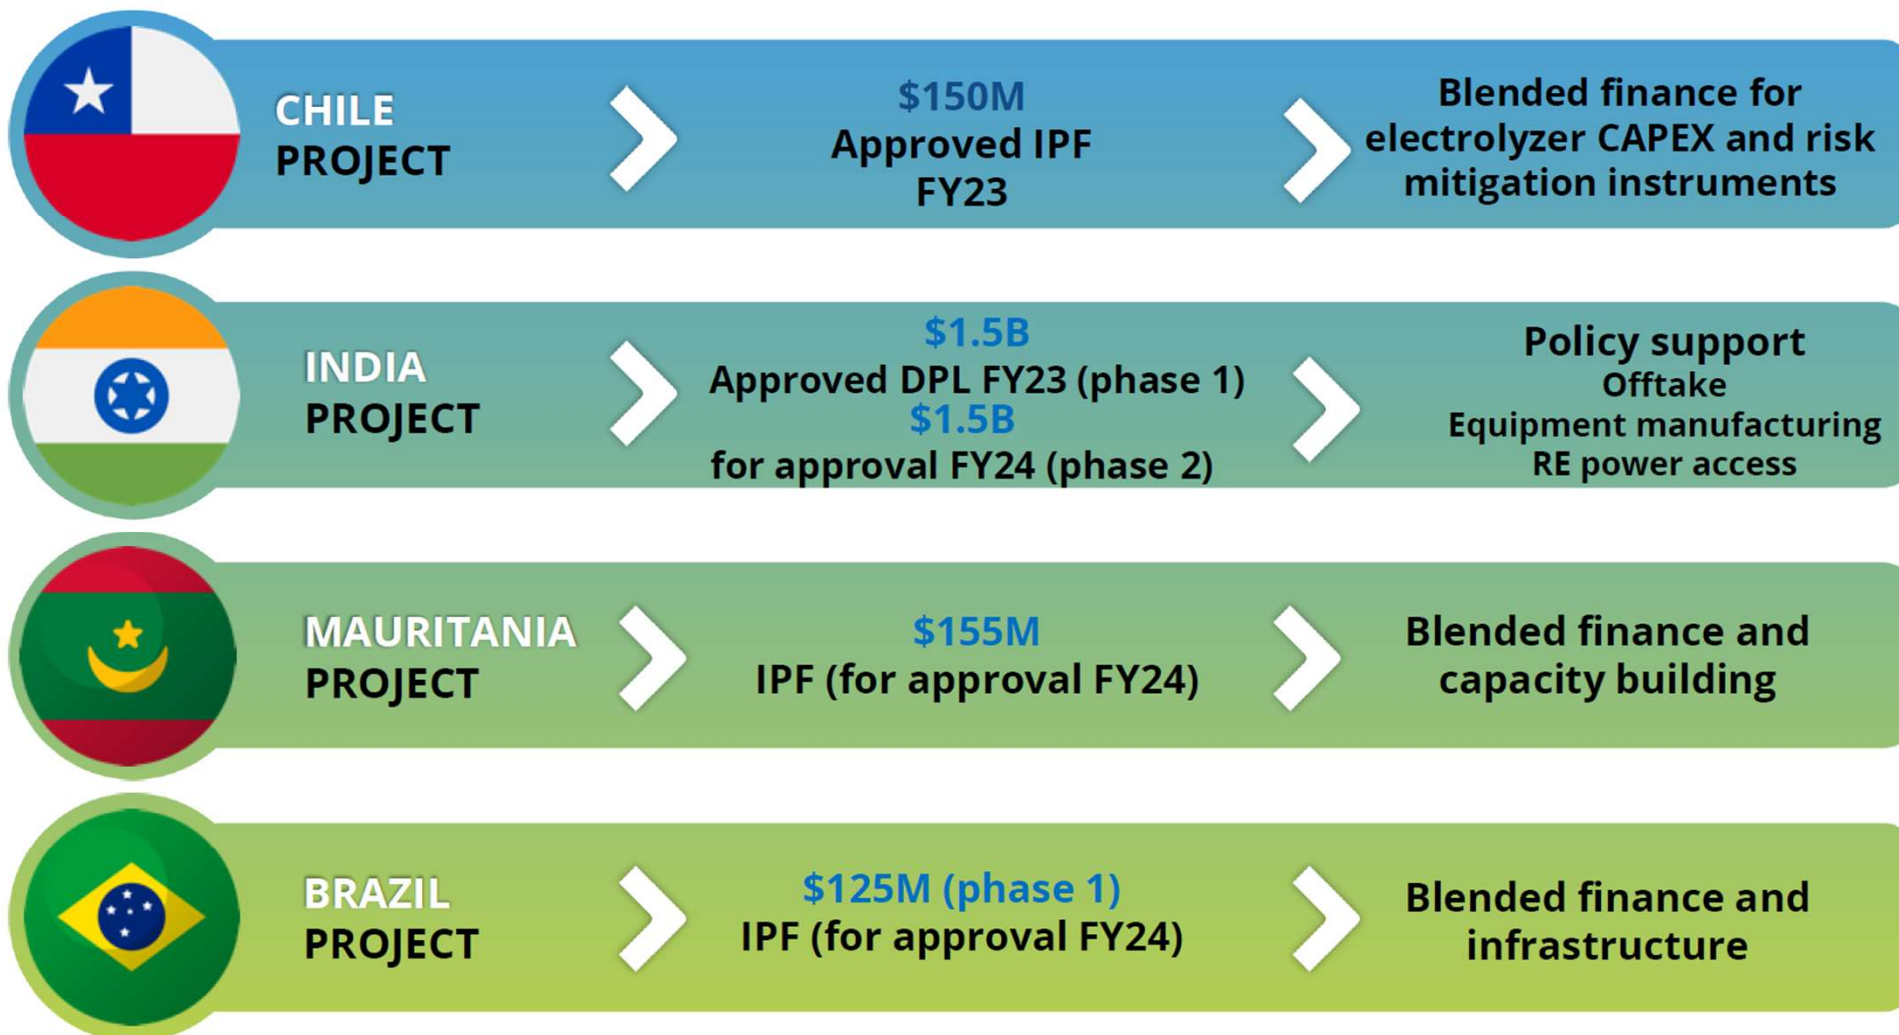 CHILE
PROJECT
$150M
Approved IPF
FY23
Blended finance for
electrolyzer CAPEX and risk
mitigation instruments
INDIA
PROJECT
$1.5B
Approved DPL FY23 (phase 1)
$1.5B
for approval FY24 (phase 2)
Policy support
Offtake
Equipment manufacturing
RE power access
MAURITANIA
PROJECT
$155M
IPF (for approval FY24)
Blended finance and
capacity building
BRAZIL
PROJECT
$125M (phase 1)
IPF (for approval FY24)
Blended finance and
infrastructure